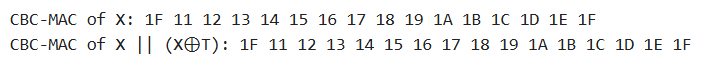 CBC-MAC of X: 1F 11 12 13 14 15 16 17 18 19 1A 1B 1C 1D 1E 1F
CBC-MAC of X || (X⊕T): 1F 11 12 13 14 15 16 17 18 19 1A 1B 1C 1D 1E 1F